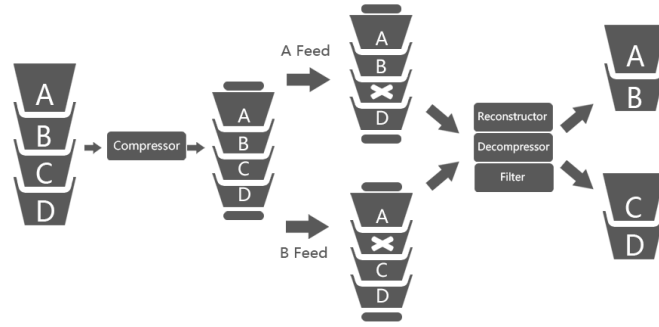 A
B
C
D
Compressor
A
B
C
D
A Feed
B Feed
A
B
D
A
C
D
Reconstructor
Decompressor
Filter
A
B
C
D